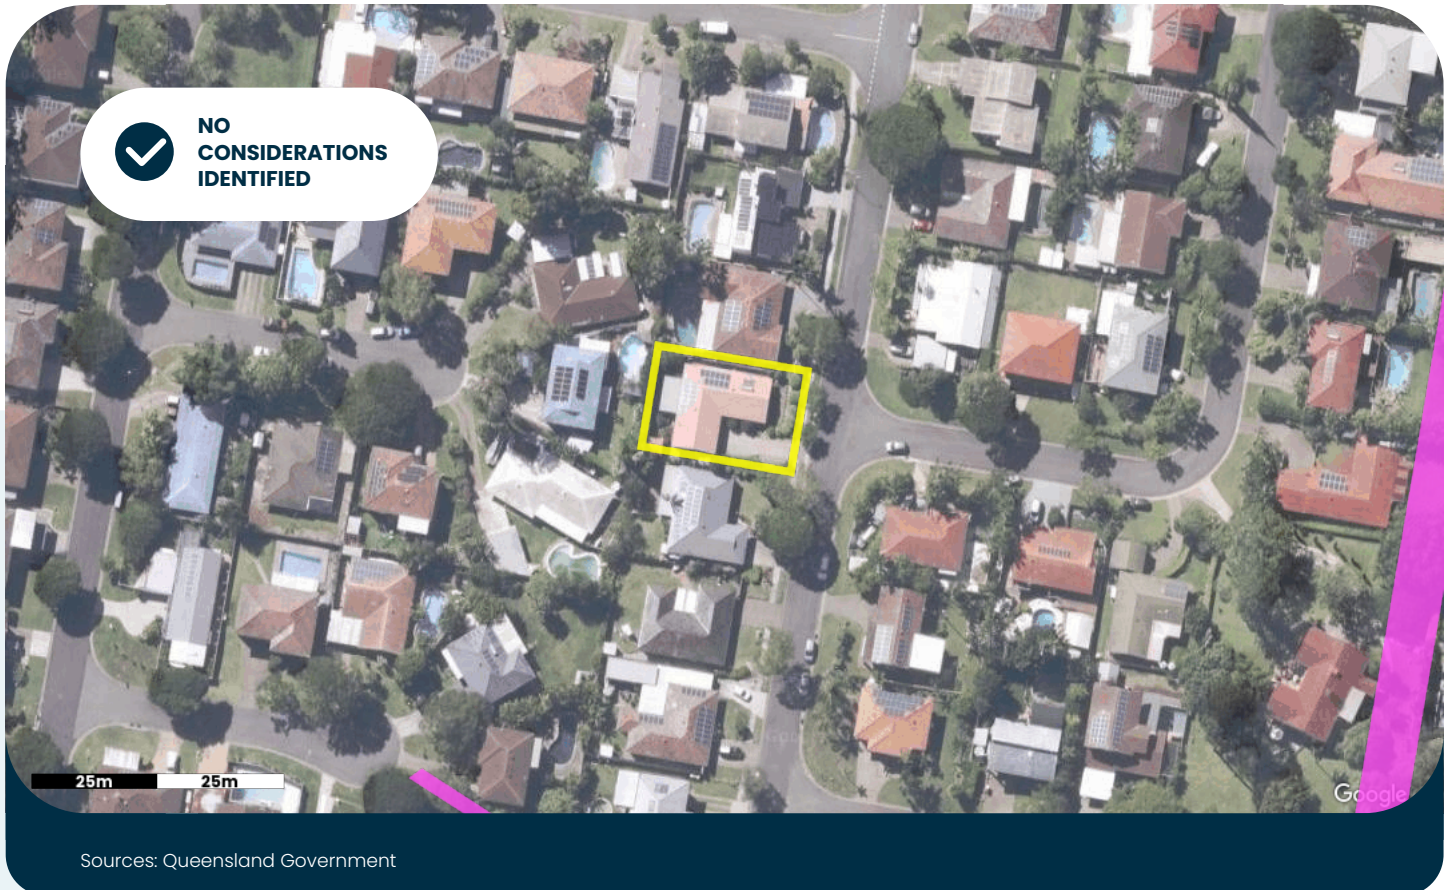 NO
CONSIDERATIONS
IDENTIFIED
25m 25m
Google
Sources: Queensland Government